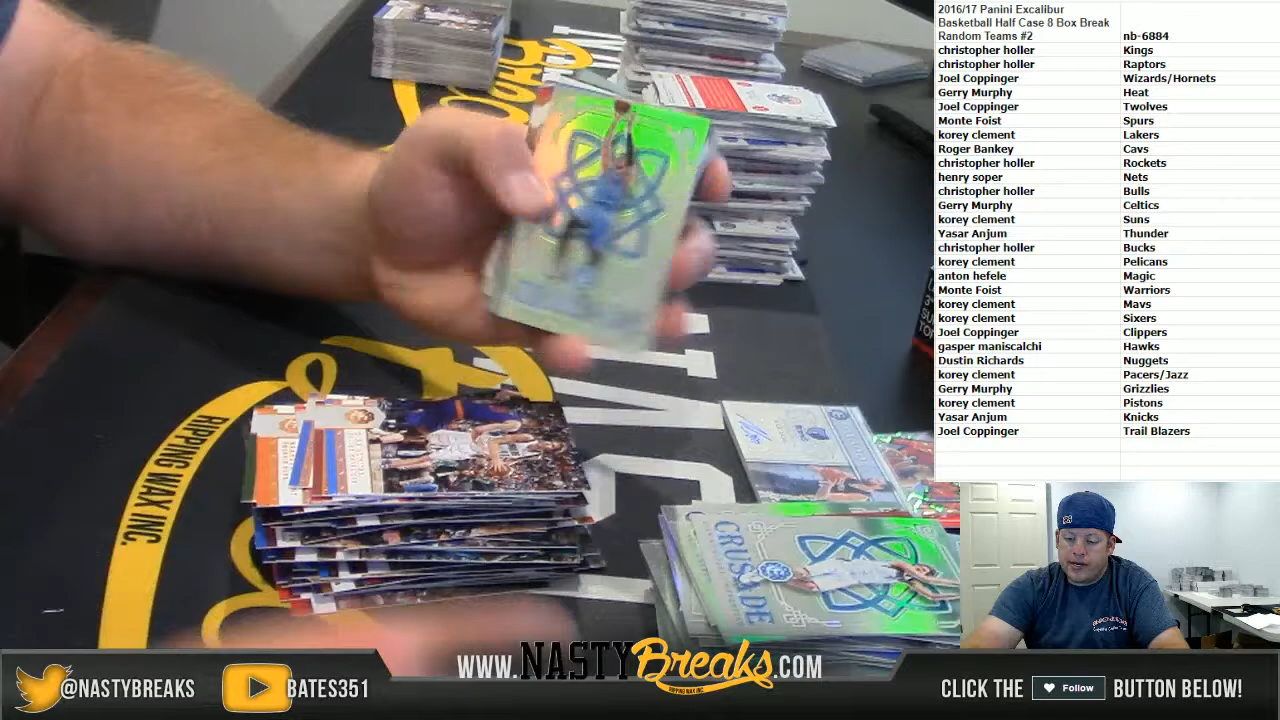 2016/17 Panini Excalibur
Basketball Half Case 8 Box Break
Random Teams #2 nb-6884
christopher holler Kings
christopher holler Raptors
Joel Coppinger Wizards/Hornets
Gerry Murphy Heat
Joel Coppinger Twolves
Monte Foist Spurs
korey clement Lakers
Roger Bankey Cavs
christopher holler Rockets
henry soper Nets
christopher holler Bulls
Gerry Murphy Celtics
korey clement Suns
Yasar Anjum Thunder
christopher holler Bucks
korey clement Pelicans
anton hefele Magic
Monte Foist Warriors
korey clement Mavs
korey clement Sixers
Joel Coppinger Clippers
gasper maniscalchi Hawks
Dustin Richards Nuggets
korey clement Pacers/Jazz
Gerry Murphy Grizzlies
korey clement Pistons
Yasar Anjum Knicks
Joel Coppinger Trail Blazers
RIPPING WAX INC.
CRUSADE
@NASTYBREAKS
BATES351
WWW.NASTYBreaks.COM
RIPPING WAX INC.
CLICK THE Follow BUTTON BELOW!